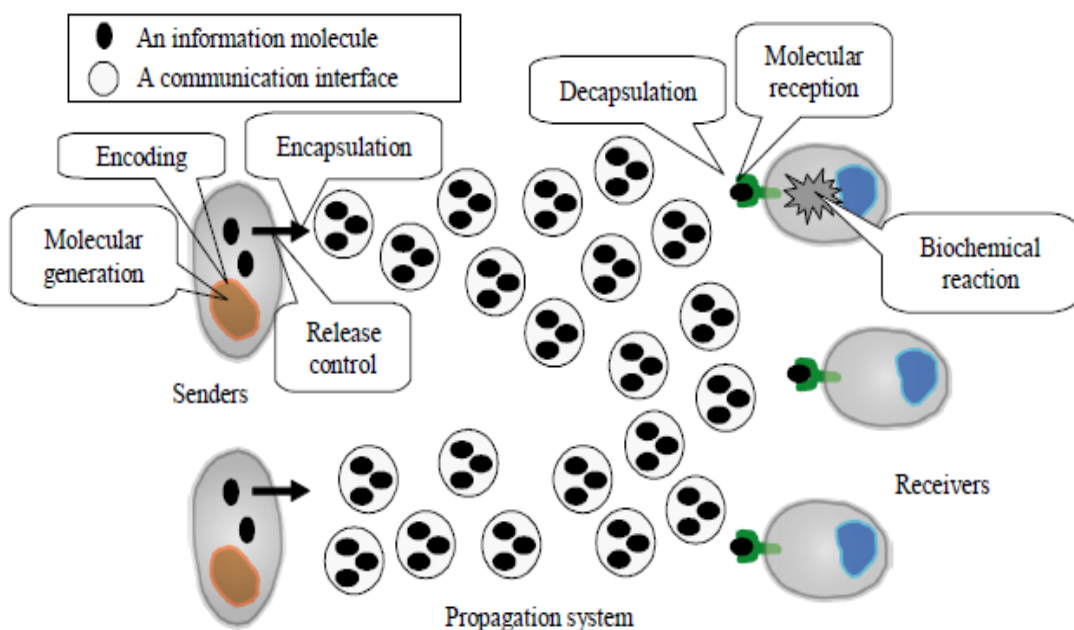 An information molecule
A communication interface
Molecular
reception
Decapsulation
Encoding
Encapsulation
Molecular
generation
Biochemical
reaction
Release
control
Senders
Receivers
Propagation system